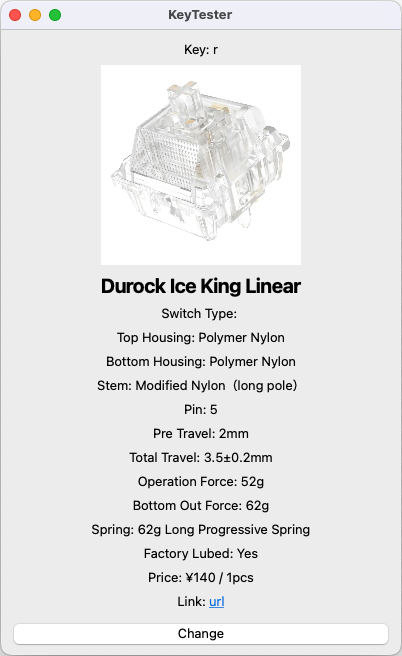 KeyTester
Key: r
Durock Ice King Linear
Switch Type:
Top Housing: Polymer Nylon
Bottom Housing: Polymer Nylon
Stem: Modified Nylon（long pole）
Pin: 5
Pre Travel: 2mm
Total Travel: 3.5±0.2mm
Operation Force: 52g
Bottom Out Force: 62g
Spring: 62g Long Progressive Spring
Factory Lubed: Yes
Price: ¥140 / 1pcs
Link: url
Change